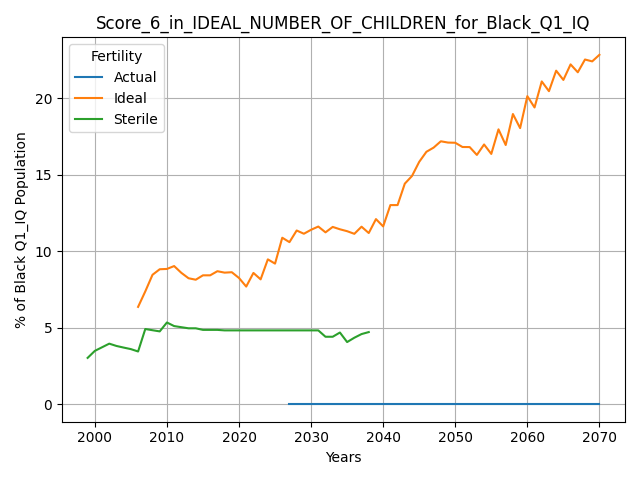 Score_6_in_IDEAL_NUMBER_OF_CHILDREN_for_Black_Q1_IQ
Fertility
Actual
Ideal
Sterile
% of Black Q1_IQ Population
20
15
10
5
0
2000 2010 2020 2030 2040 2050 2060 2070
Years